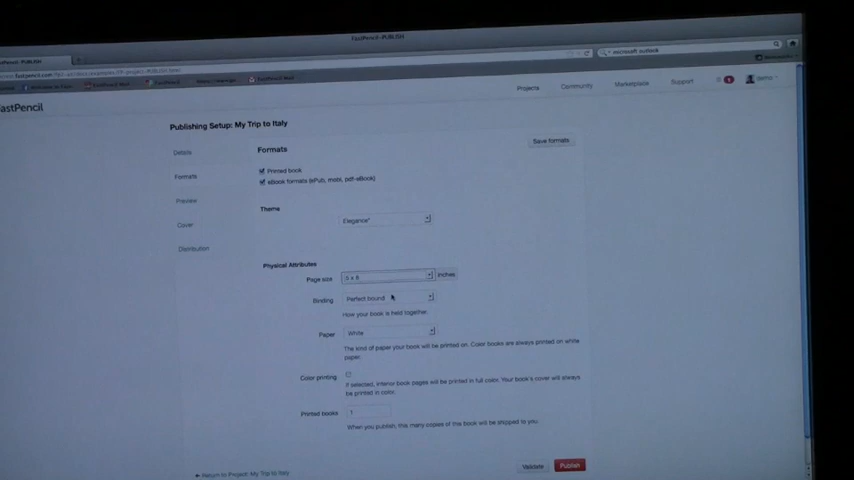 FastPencil-PUBLISH
microsoft outlook
FastPencil
Projects
Community
Marketplace
Support
demo
Publishing Setup: My Trip to Italy
Details
Formats
Preview
Cover
Distribution
Formats
Save formats
Printed book
eBook formats (ePub, mobi, pdf-eBook)
Theme
Elegance*
Physical Attributes
Page size
5 x 8
inches
Binding
Perfect bound
How your book is held together.
Paper
White
The kind of paper your book will be printed on. Color books are always printed on white
paper.
Color printing
If selected, interior book pages will be printed in full color. Your book's cover will always
be printed in color.
Printed books
1
When you publish, this many copies of this book will be shipped to you.
Return to Project: My Trip to Italy
Validate
Publish